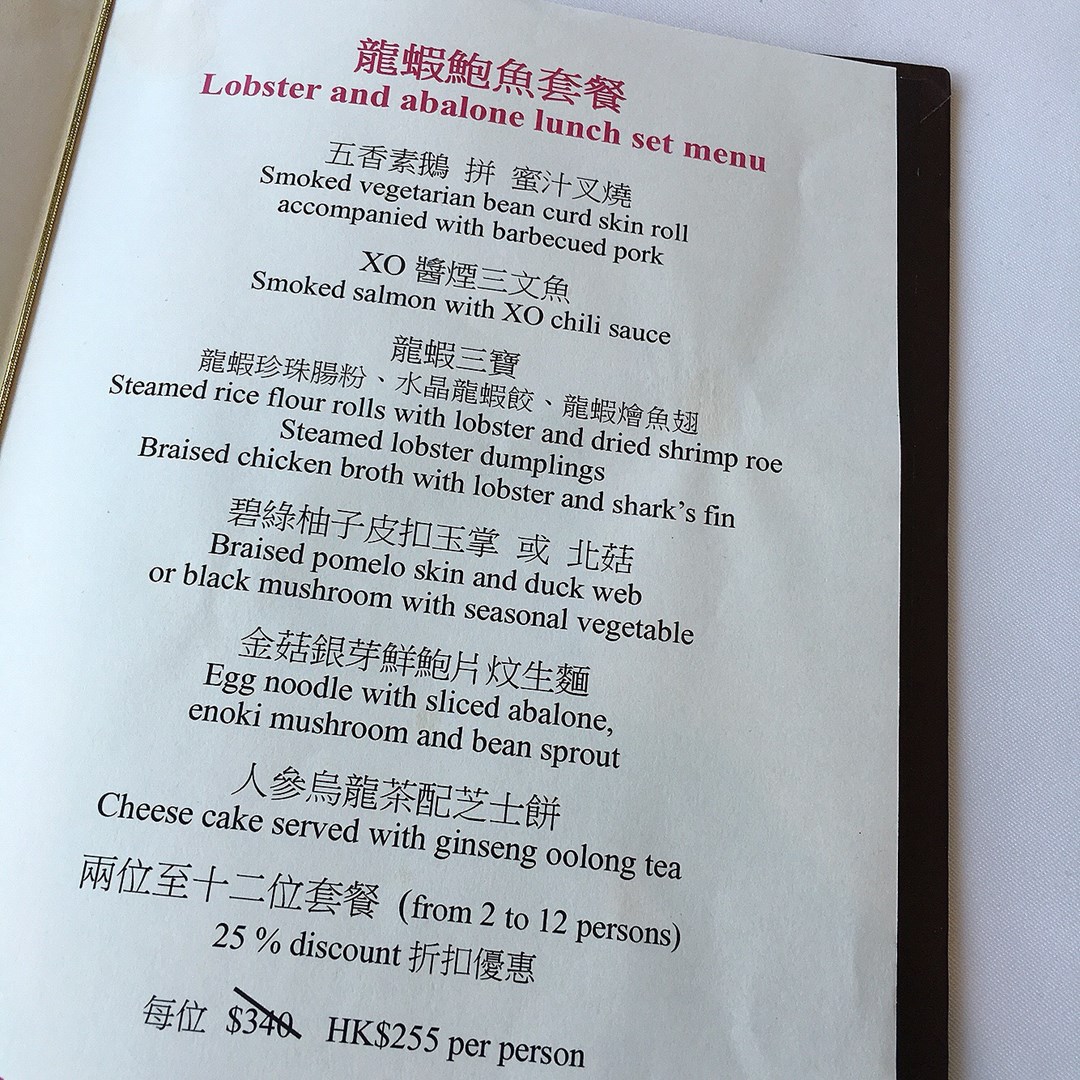 龍蝦鮑魚套餐
Lobster and abalone lunch set menu
五香素鵝 拼 蜜汁叉燒
Smoked vegetarian bean curd skin roll
accompanied with barbecued pork
XO 醬煙三文魚
Smoked salmon with XO chili sauce
龍蝦三寶
龍蝦珍珠腸粉、水晶龍蝦餃、龍蝦燴魚翅
Steamed rice flour rolls with lobster and dried shrimp roe
Steamed lobster dumplings
Braised chicken broth with lobster and shark's fin
碧綠柚子皮扣玉掌 或 北菇
Braised pomelo skin and duck web
or black mushroom with seasonal vegetable
金菇銀芽鮮鮑片炆生麵
Egg noodle with sliced abalone,
enoki mushroom and bean sprout
人參烏龍茶配芝士餅
Cheese cake served with ginseng oolong tea
兩位至十二位套餐 (from 2 to 12 persons)
25 % discount 折扣優惠
每位 $340 HK$255 per person